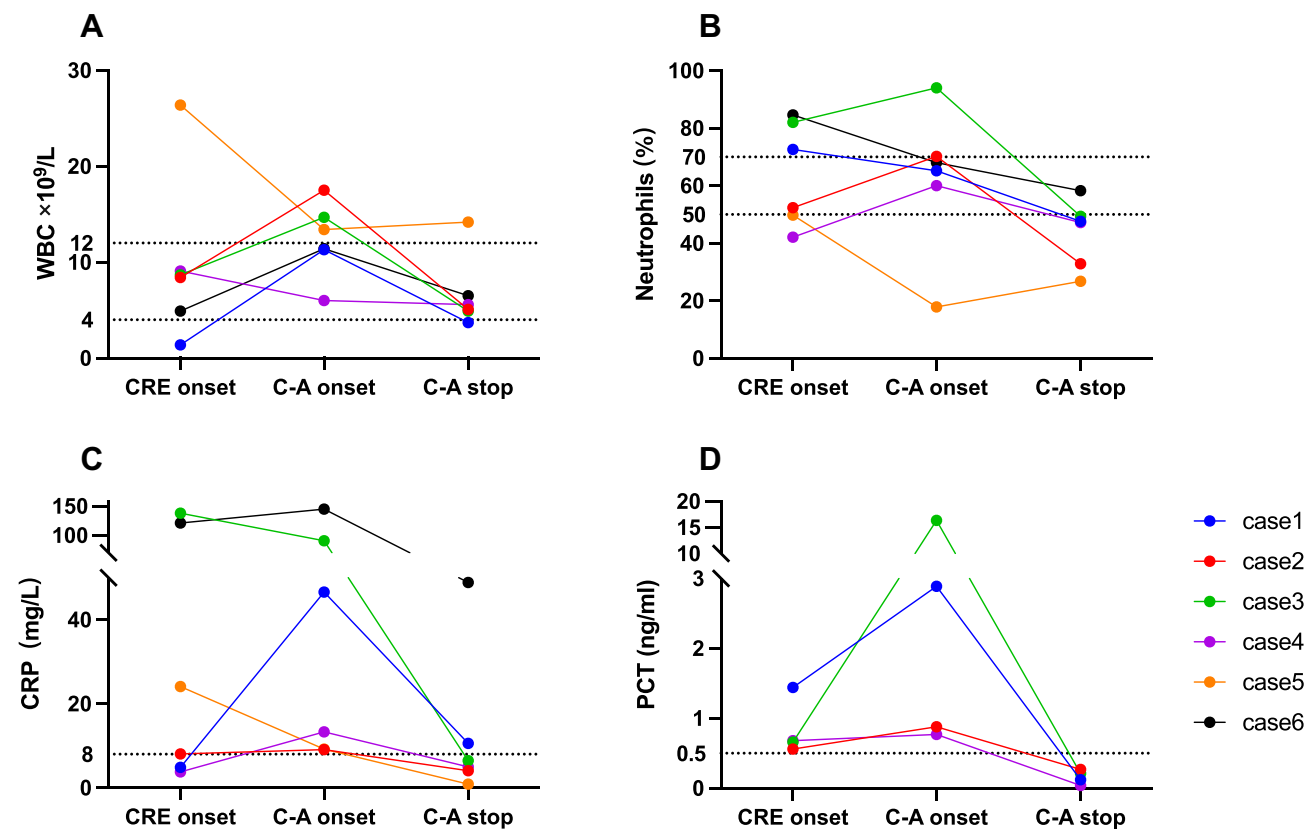 A
WBC ×10⁹/L
30
20
12
10
4
0
CRE onset C-A onset C-A stop
B
Neutrophils (%)
100
80
70
60
50
40
20
0
CRE onset C-A onset C-A stop
C
CRP (mg/L)
150
100
40
20
8
0
CRE onset C-A onset C-A stop
D
PCT (ng/ml)
20
15
10
3
2
1
0.5
0
CRE onset C-A onset C-A stop
case1
case2
case3
case4
case5
case6